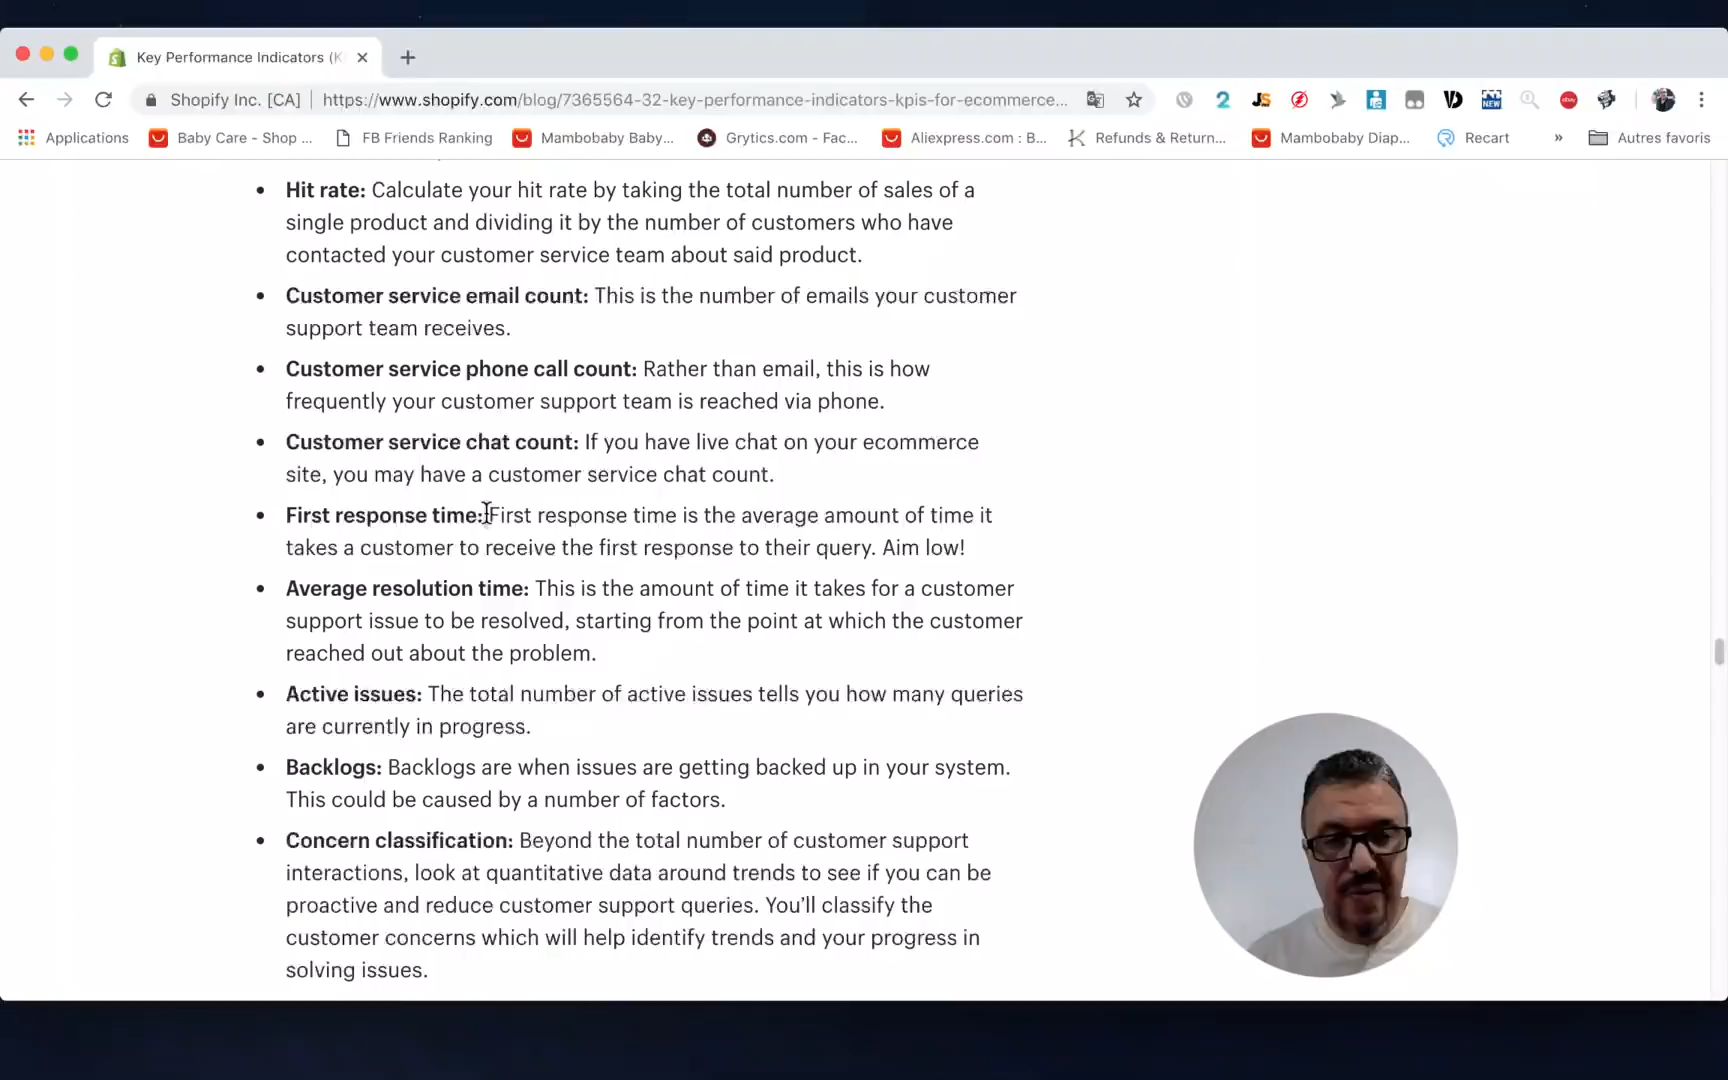 Key Performance Indicators (K
Shopify Inc. [CA] | https://www.shopify.com/blog/7365564-32-key-performance-indicators-kpis-for-ecommerce...
Applications Baby Care - Shop ... FB Friends Ranking Mambobaby Baby... Grytics.com - Fac... Aliexpress.com : B... Refunds & Return... Mambobaby Diap... Recart » Autres favoris
• Hit rate: Calculate your hit rate by taking the total number of sales of a
single product and dividing it by the number of customers who have
contacted your customer service team about said product.
• Customer service email count: This is the number of emails your customer
support team receives.
• Customer service phone call count: Rather than email, this is how
frequently your customer support team is reached via phone.
• Customer service chat count: If you have live chat on your ecommerce
site, you may have a customer service chat count.
• First response time: First response time is the average amount of time it
takes a customer to receive the first response to their query. Aim low!
• Average resolution time: This is the amount of time it takes for a customer
support issue to be resolved, starting from the point at which the customer
reached out about the problem.
• Active issues: The total number of active issues tells you how many queries
are currently in progress.
• Backlogs: Backlogs are when issues are getting backed up in your system.
This could be caused by a number of factors.
• Concern classification: Beyond the total number of customer support
interactions, look at quantitative data around trends to see if you can be
proactive and reduce customer support queries. You’ll classify the
customer concerns which will help identify trends and your progress in
solving issues.